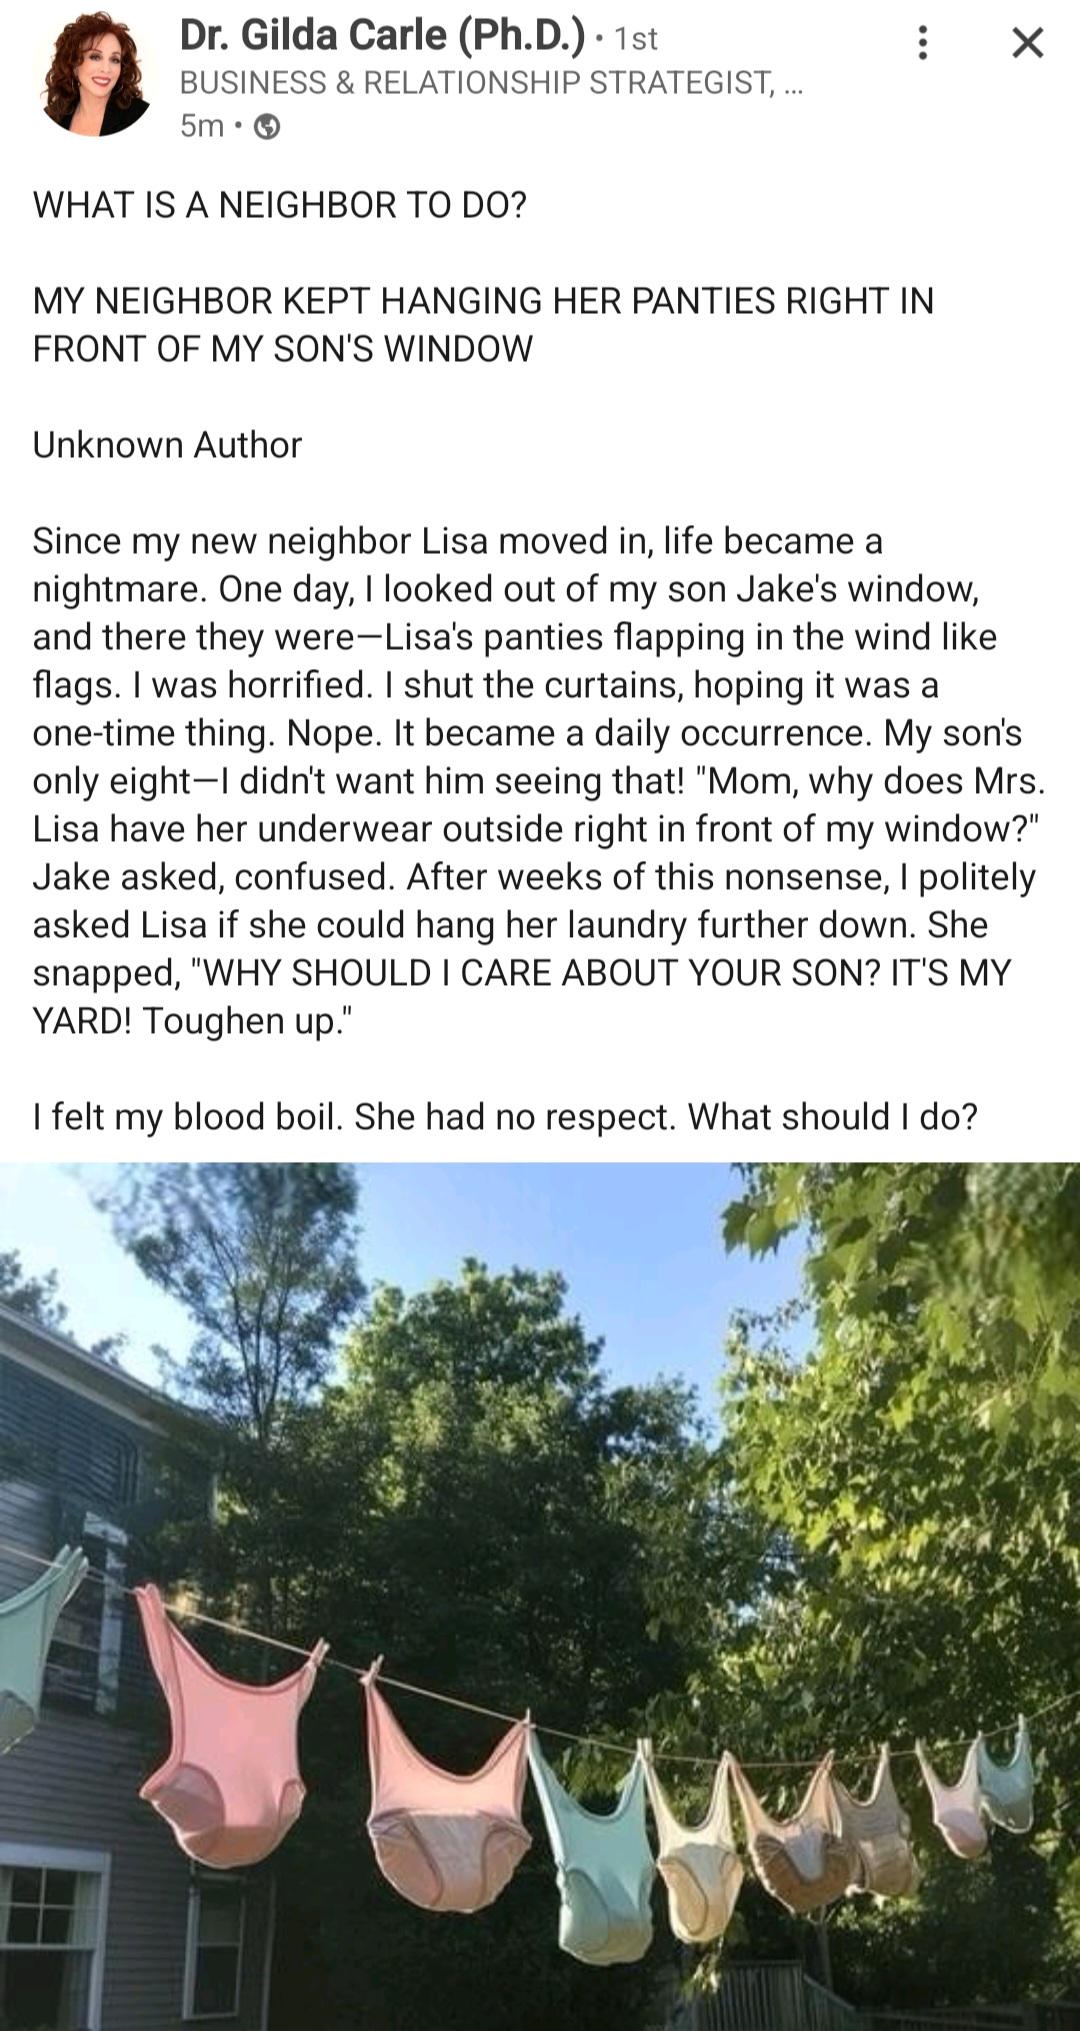 Dr. Gilda Carle (Ph.D.) • 1st
BUSINESS & RELATIONSHIP STRATEGIST, ...
5m •
WHAT IS A NEIGHBOR TO DO?
MY NEIGHBOR KEPT HANGING HER PANTIES RIGHT IN
FRONT OF MY SON'S WINDOW
Unknown Author
Since my new neighbor Lisa moved in, life became a
nightmare. One day, I looked out of my son Jake's window,
and there they were—Lisa's panties flapping in the wind like
flags. I was horrified. I shut the curtains, hoping it was a
one-time thing. Nope. It became a daily occurrence. My son's
only eight—I didn't want him seeing that! "Mom, why does Mrs.
Lisa have her underwear outside right in front of my window?"
Jake asked, confused. After weeks of this nonsense, I politely
asked Lisa if she could hang her laundry further down. She
snapped, "WHY SHOULD I CARE ABOUT YOUR SON? IT'S MY
YARD! Toughen up."
I felt my blood boil. She had no respect. What should I do?